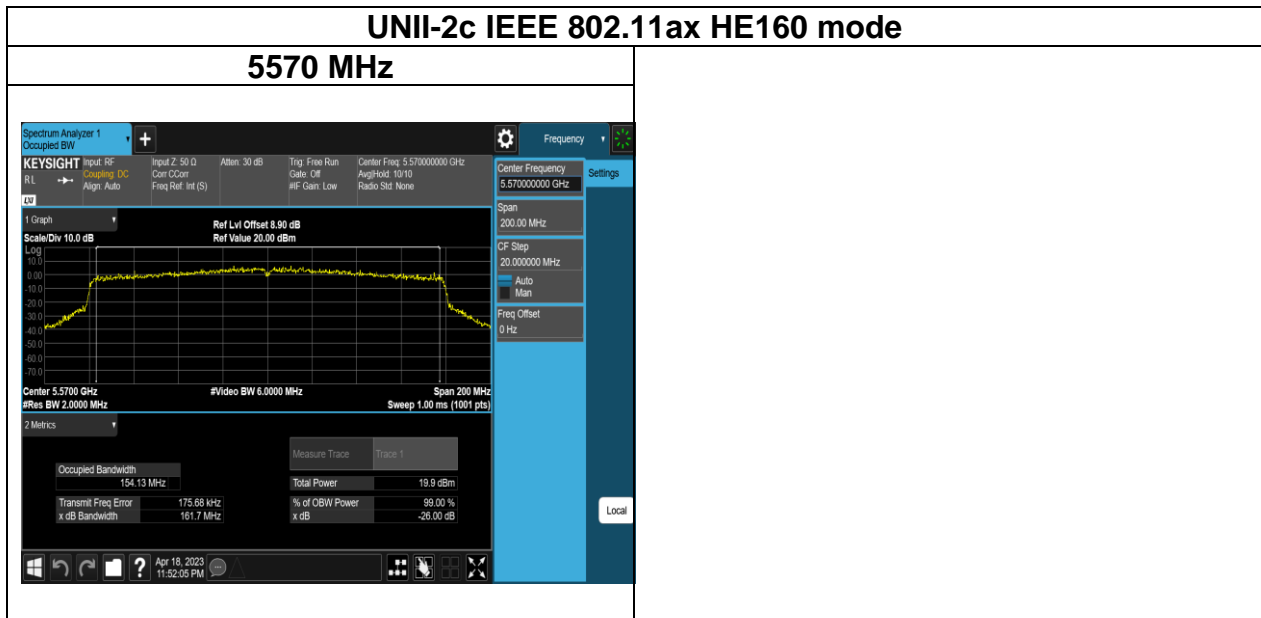 UNII-2c IEEE 802.11ax HE160 mode
5570 MHz
Spectrum Analyzer 1
Occupied BW
+
Frequency
KEYSIGHT
RL
LXI
Input: RF
Coupling: DC
Align: Auto
Input Z: 50 Ω
Corr CCorr
Freq Ref: Int (S)
Atten: 30 dB
Trig: Free Run
Gate: Off
#IF Gain: Low
Center Freq: 5.570000000 GHz
Avg|Hold: 10/10
Radio Std: None
Center Frequency
5.570000000 GHz
Settings
Span
200.00 MHz
CF Step
20.000000 MHz
Auto
Man
Freq Offset
0 Hz
Local
1 Graph
Scale/Div 10.0 dB
Ref Lvl Offset 8.90 dB
Ref Value 20.00 dBm
Log
10.0
0.00
-10.0
-20.0
-30.0
-40.0
-50.0
-60.0
-70.0
Center 5.5700 GHz
#Video BW 6.0000 MHz
Span 200 MHz
#Res BW 2.0000 MHz
Sweep 1.00 ms (1001 pts)
2 Metrics
Measure Trace
Trace 1
Occupied Bandwidth
154.13 MHz
Total Power
19.9 dBm
Transmit Freq Error
175.68 kHz
% of OBW Power
99.00 %
x dB Bandwidth
161.7 MHz
x dB
-26.00 dB
?
Apr 18, 2023
11:52:05 PM